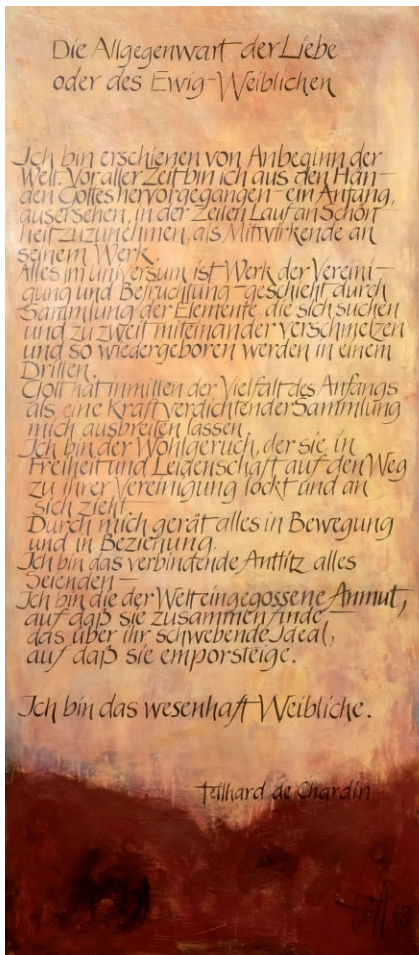 Die Allgegenwart der Liebe
oder des Ewig-Weiblichen
Ich bin erschienen von Anbeginn der
Welt. Vor aller Zeit bin ich aus den Hän-
den Gottes hervorgegangen – ein Anfang,
ausersehen, in der Zeiten Lauf an Schön
heit zuzunehmen, als Mitwirkende an
seinem Werk.
Alles im Universum ist Werk der Vereini-
gung und Befruchtung – geschieht durch
Sammlung der Elemente, die sich suchen
und zu zweit miteinander verschmelzen
und so wiedergeboren werden in einem
Dritten.
Gott hat inmitten der Vielfalt des Anfangs
als eine Kraft verdichtender Sammlung
mich ausbreiten lassen.
Ich bin der Wohlgeruch, der sie in
Freiheit und Leidenschaft auf den Weg
zu ihrer Vereinigung lockt und an
sich zieht.
Durch mich gerät alles in Bewegung
und in Beziehung.
Ich bin das verbindende Antlitz alles
Seienden –
Ich bin die der Welt eingegossene Anmut,
auf daß sie zusammenfinde –
das über ihr schwebende Ideal,
auf daß sie emporsteige.
Ich bin das wesenhaft Weibliche.
Teilhard de Chardin